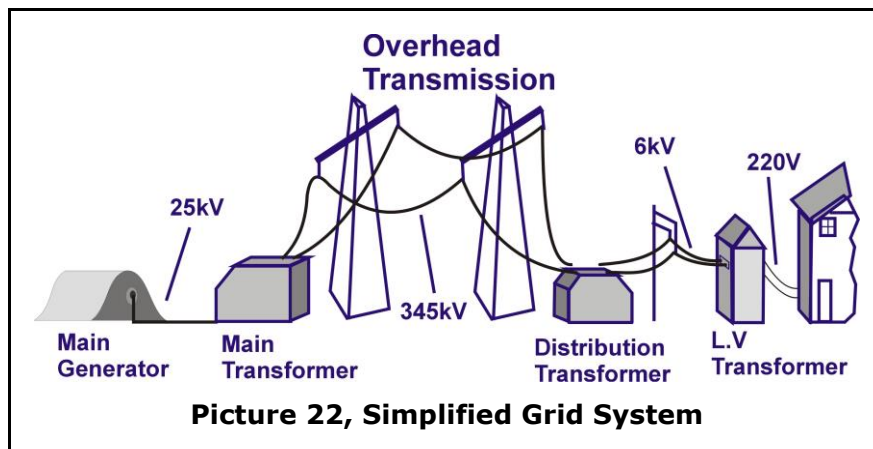 Overhead
Transmission
25kV
345kV
6kV
220V
Main
Generator
Main
Transformer
Distribution
Transformer
L.V
Transformer
Picture 22, Simplified Grid System